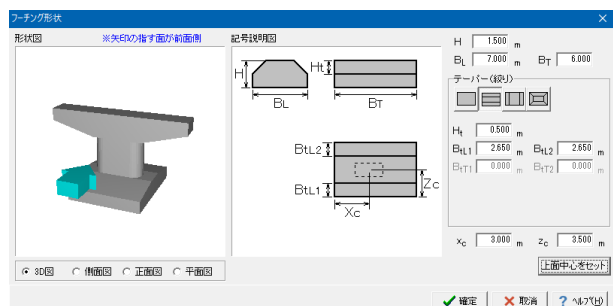 フーチング形状
形状図 ※矢印の指す面が前面側
記号説明図
H Ht
BL BT
BtL2
BtL1
Zc
Xc
H 1.500 m
BL 7.000 m BT 6.000
テーパー(絞り)
Ht 0.500 m
BtL1 2.650 m BtL2 2.650 m
BtT1 0.000 m BtT2 0.000 m
xc 3.000 m zc 3.500 m
上面中心をセット
3D図 側面図 正面図 平面図
確定 取消 ? ヘルプ(H)